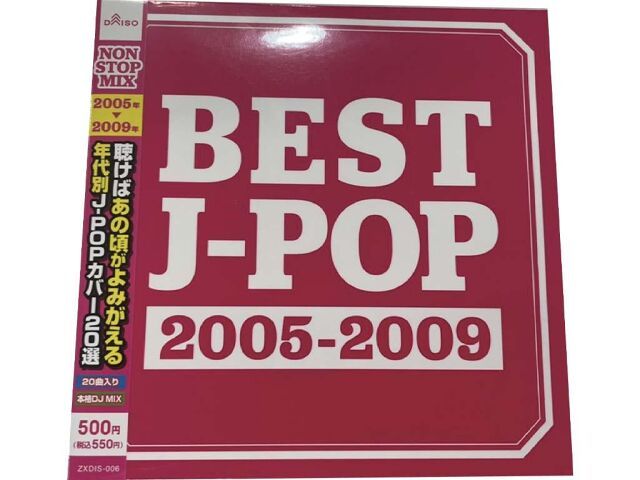 DAISO
NON
STOP
MIX
2005年
▼
2009年
聴けばあの頃がよみがえる
年代別J-POPカバー20選
20曲入り
本格DJ MIX
500円
(税込550円)
ZXDIS-006
BEST
J-POP
2005-2009